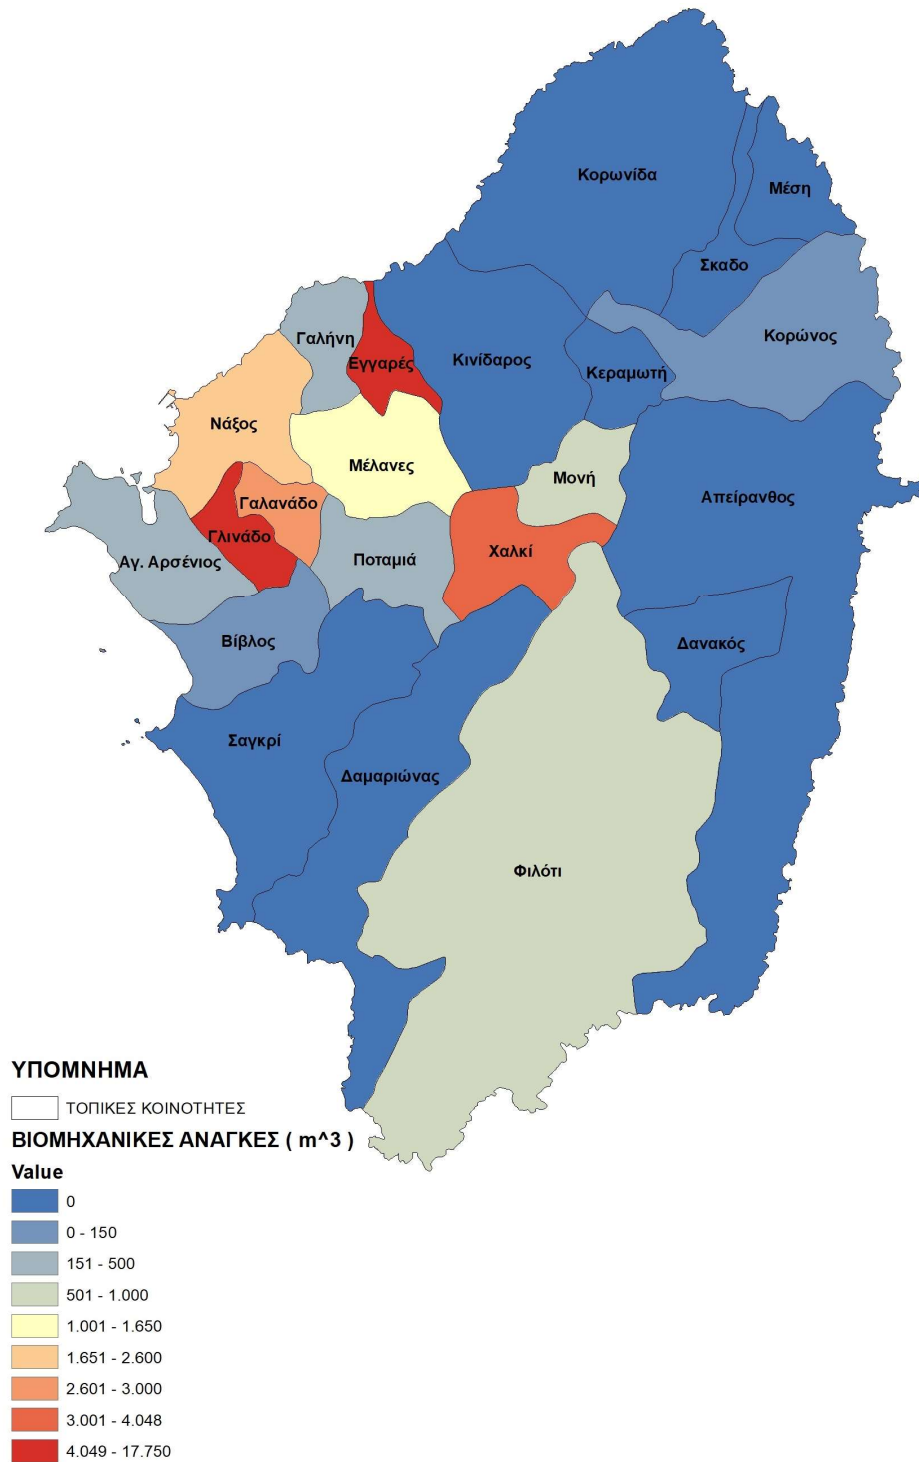 Κορωνίδα
Μέση
Σκαδο
Κορώνος
Γαλήνη
Εγγαρές
Κινίδαρος
Κεραμωτή
Νάξος
Μέλανες
Μονή
Απείρανθος
Γαλανάδο
Γλινάδο
Χαλκί
Ποταμιά
Αγ. Αρσένιος
Βίβλος
Δανακός
Σαγκρί
Δαμαριώνας
Φιλότι
ΥΠΟΜΝΗΜΑ
ΤΟΠΙΚΕΣ ΚΟΙΝΟΤΗΤΕΣ
ΒΙΟΜΗΧΑΝΙΚΕΣ ΑΝΑΓΚΕΣ ( m^3 )
Value
0
0 - 150
151 - 500
501 - 1.000
1.001 - 1.650
1.651 - 2.600
2.601 - 3.000
3.001 - 4.048
4.049 - 17.750